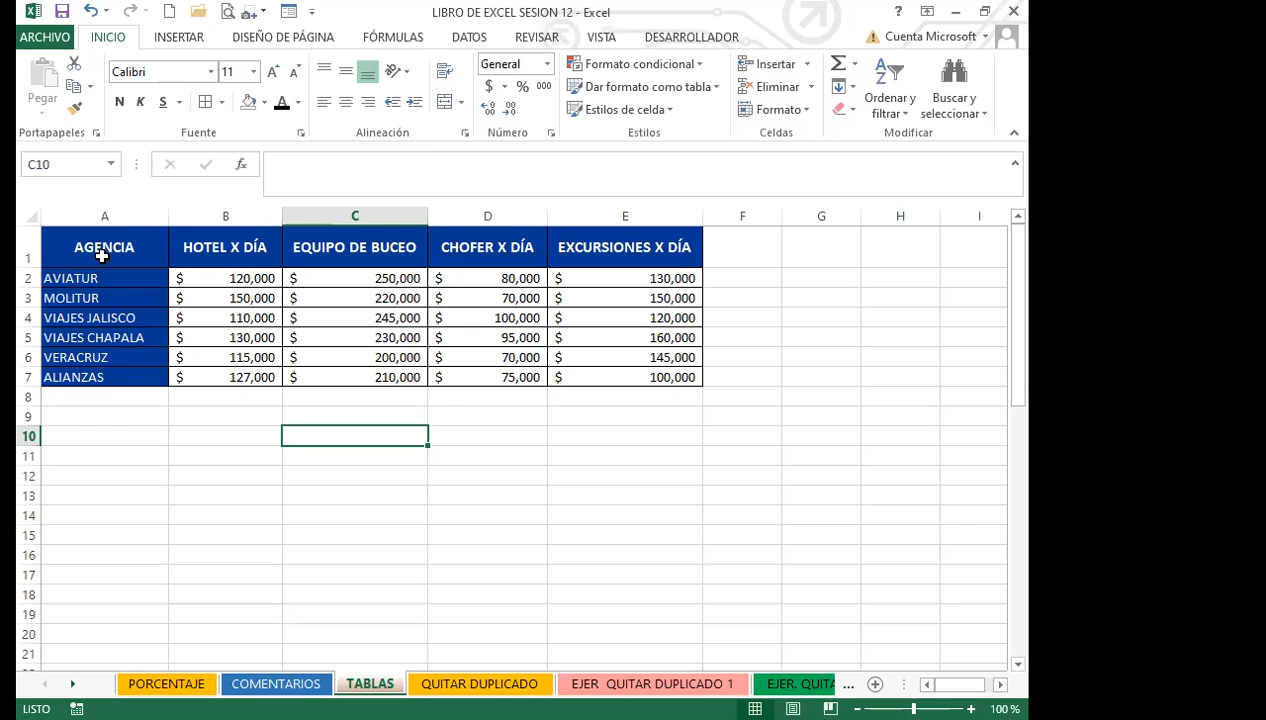 LIBRO DE EXCEL SESION 12 - Excel
ARCHIVO INICIO INSERTAR DISEÑO DE PÁGINA FÓRMULAS DATOS REVISAR VISTA DESARROLLADOR Cuenta Microsoft
Pegar
Portapapeles
Calibri 11
N K S
Fuente
Alineación
General
$ % 000
Número
Formato condicional
Dar formato como tabla
Estilos de celda
Estilos
Insertar
Eliminar
Formato
Celdas
Ordenar y filtrar
Buscar y seleccionar
Modificar
C10 fx
A B C D E F G H I
1 AGENCIA HOTEL X DÍA EQUIPO DE BUCEO CHOFER X DÍA EXCURSIONES X DÍA
2 AVIATUR $ 120,000 $ 250,000 $ 80,000 $ 130,000
3 MOLITUR $ 150,000 $ 220,000 $ 70,000 $ 150,000
4 VIAJES JALISCO $ 110,000 $ 245,000 $ 100,000 $ 120,000
5 VIAJES CHAPALA $ 130,000 $ 230,000 $ 95,000 $ 160,000
6 VERACRUZ $ 115,000 $ 200,000 $ 70,000 $ 145,000
7 ALIANZAS $ 127,000 $ 210,000 $ 75,000 $ 100,000
8
9
10
11
12
13
14
15
16
17
18
19
20
21
PORCENTAJE COMENTARIOS TABLAS QUITAR DUPLICADO EJER QUITAR DUPLICADO 1 EJER. QUITA ...
LISTO 100 %